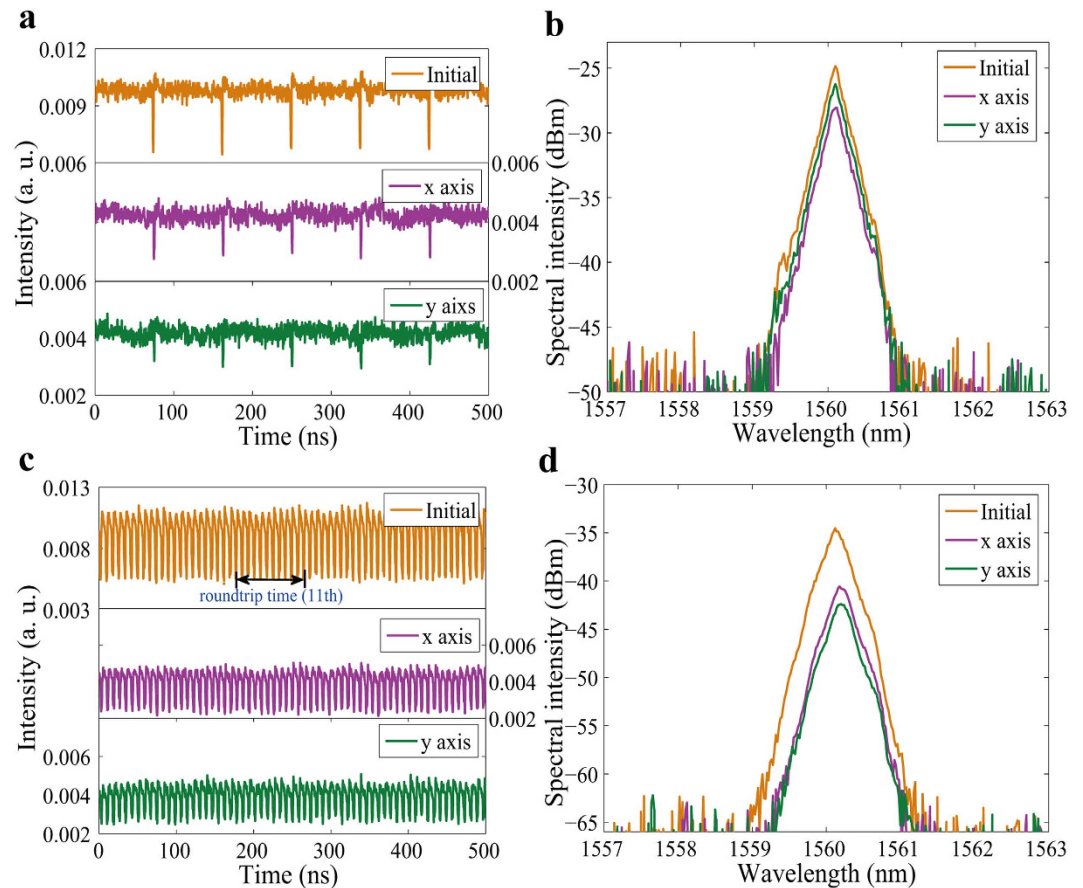 a
0.012
0.009
0.006
0.006
0.004
0.002
0.006
0.004
0.002
Intensity (a. u.)
Initial
x axis
y aixs
0 100 200 300 400 500
Time (ns)
b
−25
−30
−35
−40
−45
−50
Spectral intensity (dBm)
Initial
x axis
y axis
1557 1558 1559 1560 1561 1562 1563
Wavelength (nm)
c
0.013
0.008
0.003
0.006
0.004
0.002
0.006
0.004
0.002
Intensity (a. u.)
Initial
roundtrip time (11th)
x axis
y axis
0 100 200 300 400 500
Time (ns)
d
−30
−35
−40
−45
−50
−55
−60
−65
Spectral intensity (dBm)
Initial
x axis
y axis
1557 1558 1559 1560 1561 1562 1563
Wavelength (nm)